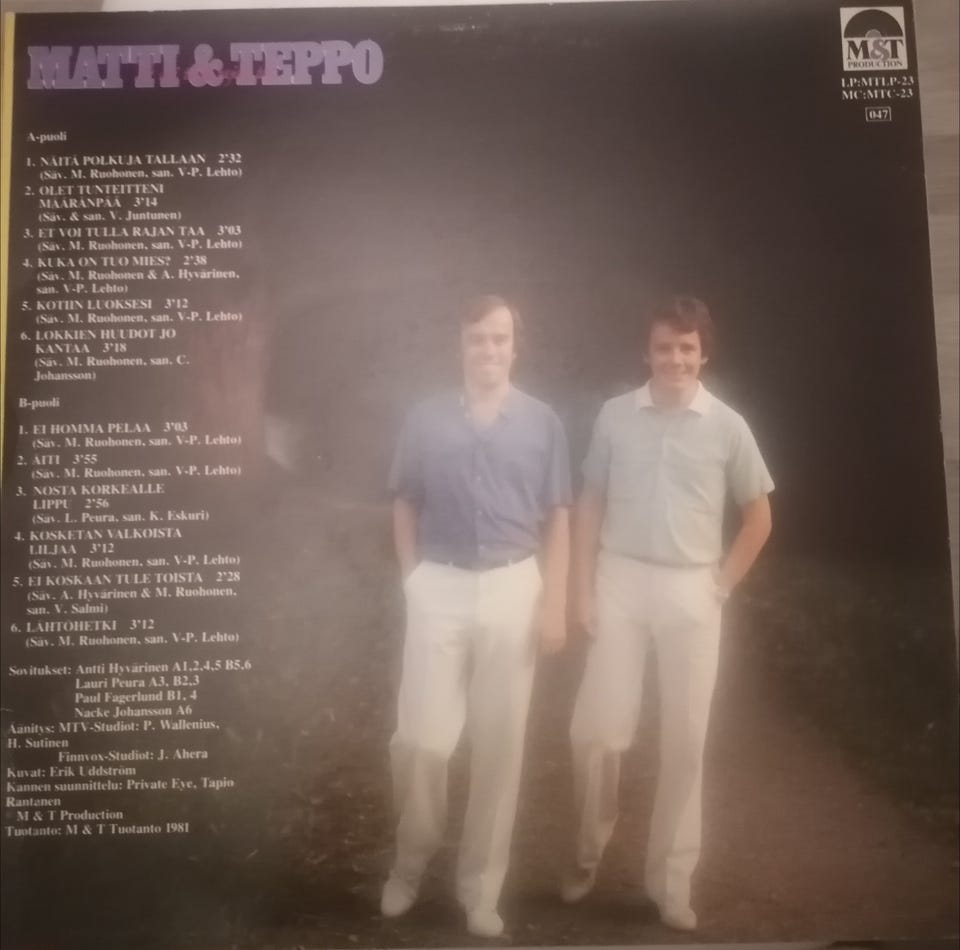 MATTI & TEPPO
M&T
PRODUCTION
LP:MTLP-23
MC:MTC-23
047
A-puoli
1. NÄITÄ POLKUJA TALLAAN 2'32
(Säv. M. Ruohonen, san. V-P. Lehto)
2. OLET TUNTEITTENI
MÄÄRÄNPÄÄ 3'14
(Säv. & san. V. Juntunen)
3. ET VOI TULLA RAJAN TAA 3'03
(Säv. M. Ruohonen, san. V-P. Lehto)
4. KUKA ON TUO MIES? 2'38
(Säv. M. Ruohonen & A. Hyvärinen,
san. V-P. Lehto)
5. KOTIIN LUOKSESI 3'12
(Säv. M. Ruohonen, san. V-P. Lehto)
6. LOKKIEN HUUDOT JO
KANTAA 3'18
(Säv. M. Ruohonen, san. C.
Johansson)
B-puoli
1. EI HOMMA PELAA 3'03
(Säv. M. Ruohonen, san. V-P. Lehto)
2. ÄITI 3'55
(Säv. M. Ruohonen, san. V-P. Lehto)
3. NOSTA KORKEALLE
LIPPU 2'56
(Säv. L. Peura, san. K. Eskuri)
4. KOSKETAN VALKOISTA
LILJAA 3'12
(Säv. M. Ruohonen, san. V-P. Lehto)
5. EI KOSKAAN TULE TOISTA 2'28
(Säv. A. Hyvärinen & M. Ruohonen,
san. V. Salmi)
6. LÄHTÖHETKI 3'12
(Säv. M. Ruohonen, san. V-P. Lehto)
Sovitukset: Antti Hyvärinen A1,2,4,5 B5,6
Lauri Peura A3, B2,3
Paul Fagerlund B1, 4
Nacke Johansson A6
Äänitys: MTV-Studiot: P. Wallenius,
H. Sutinen
Finnvox-Studiot: J. Ahera
Kuvat: Erik Uddström
Kannen suunnittelu: Private Eye, Tapio
Rantanen
M & T Production
Tuotanto: M & T Tuotanto 1981